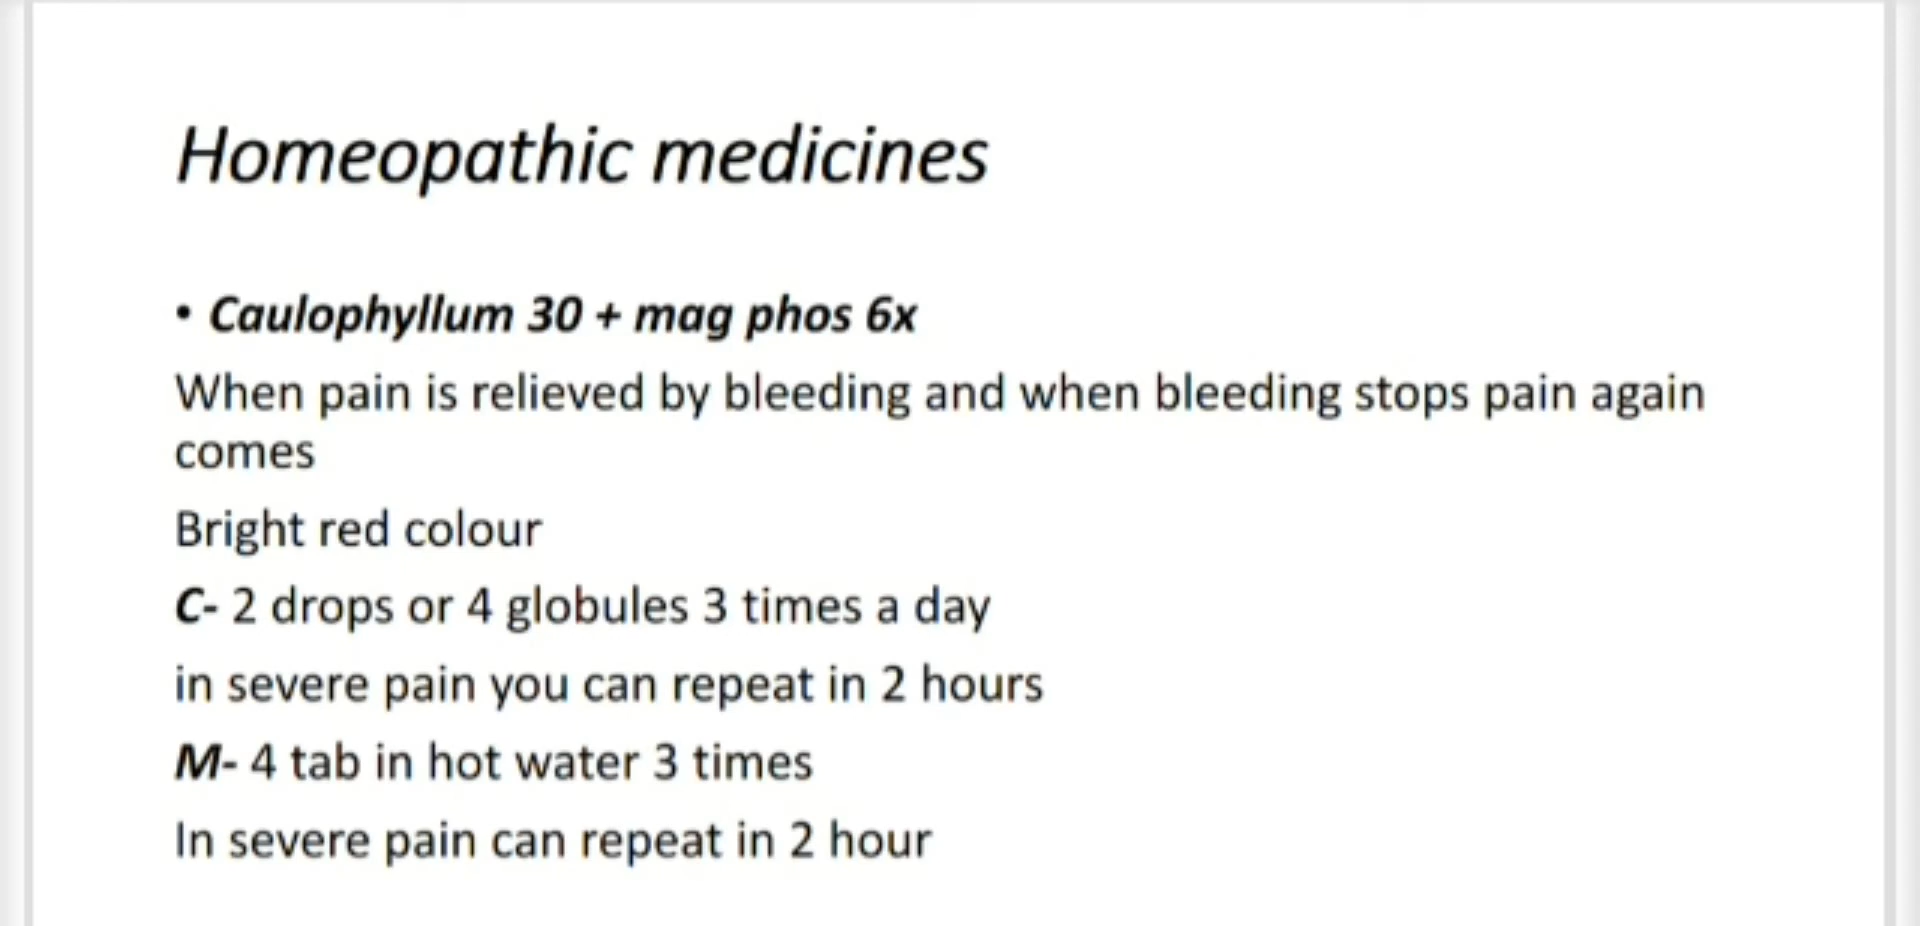 Homeopathic medicines
• Caulophyllum 30 + mag phos 6x
When pain is relieved by bleeding and when bleeding stops pain again
comes
Bright red colour
C- 2 drops or 4 globules 3 times a day
in severe pain you can repeat in 2 hours
M- 4 tab in hot water 3 times
In severe pain can repeat in 2 hour